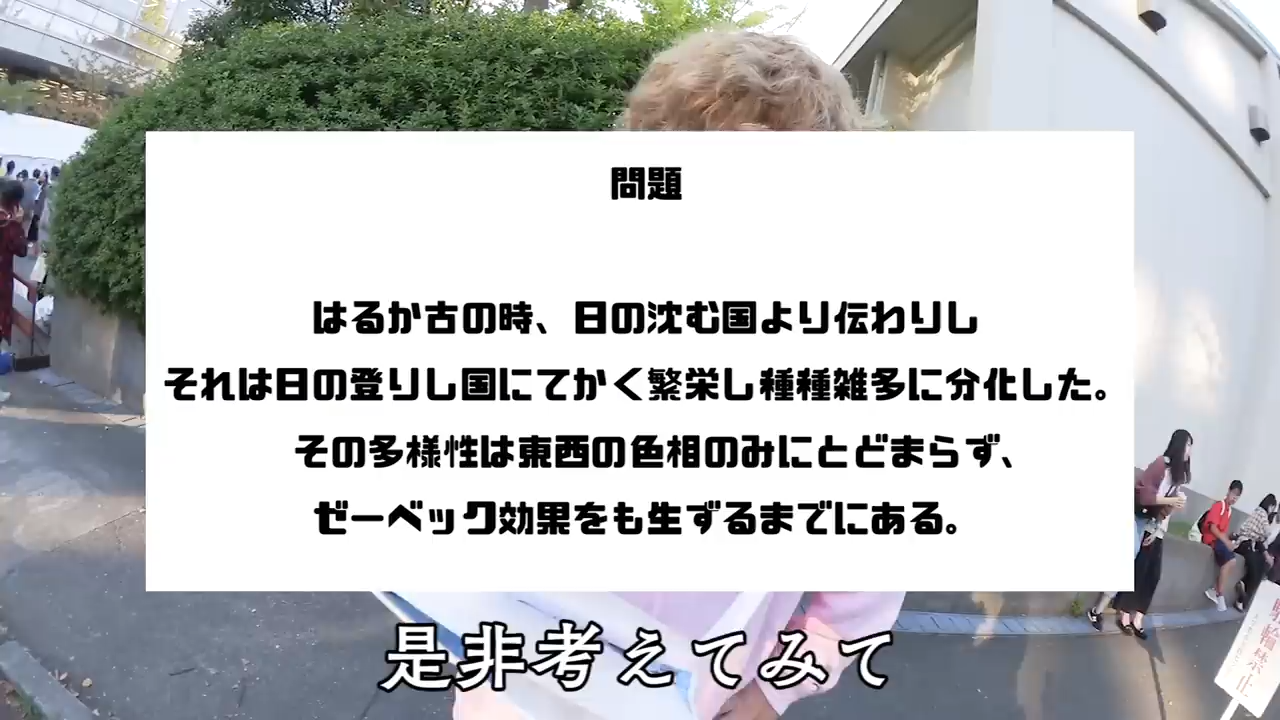 問題
はるか古の時、日の沈む国より伝わりし
それは日の登りし国にてかく繁栄し種種雑多に分化した。
その多様性は東西の色相のみにとどまらず、
ゼーベック効果をも生ずるまでにある。
是非考えてみて